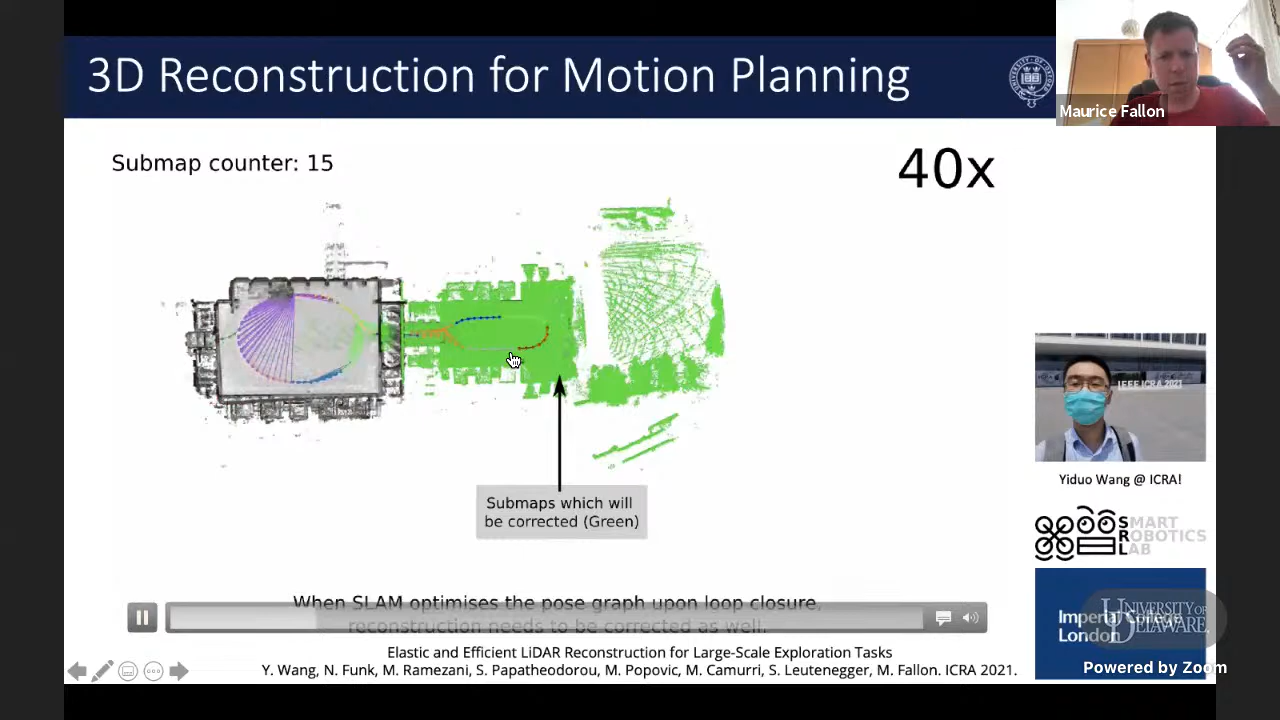 3D Reconstruction for Motion Planning
Maurice Fallon
Submap counter: 15
40x
IEEE ICRA 2021
Yiduo Wang @ ICRA!
SMART
ROBOTICS
LAB
Submaps which will
be corrected (Green)
When SLAM optimises the pose graph upon loop closure,
reconstruction needs to be corrected as well.
Imperial College
London
UNIVERSITY OF
DELAWARE.
Elastic and Efficient LiDAR Reconstruction for Large-Scale Exploration Tasks
Y. Wang, N. Funk, M. Ramezani, S. Papatheodorou, M. Popovic, M. Camurri, S. Leutenegger, M. Fallon. ICRA 2021.
Powered by Zoom